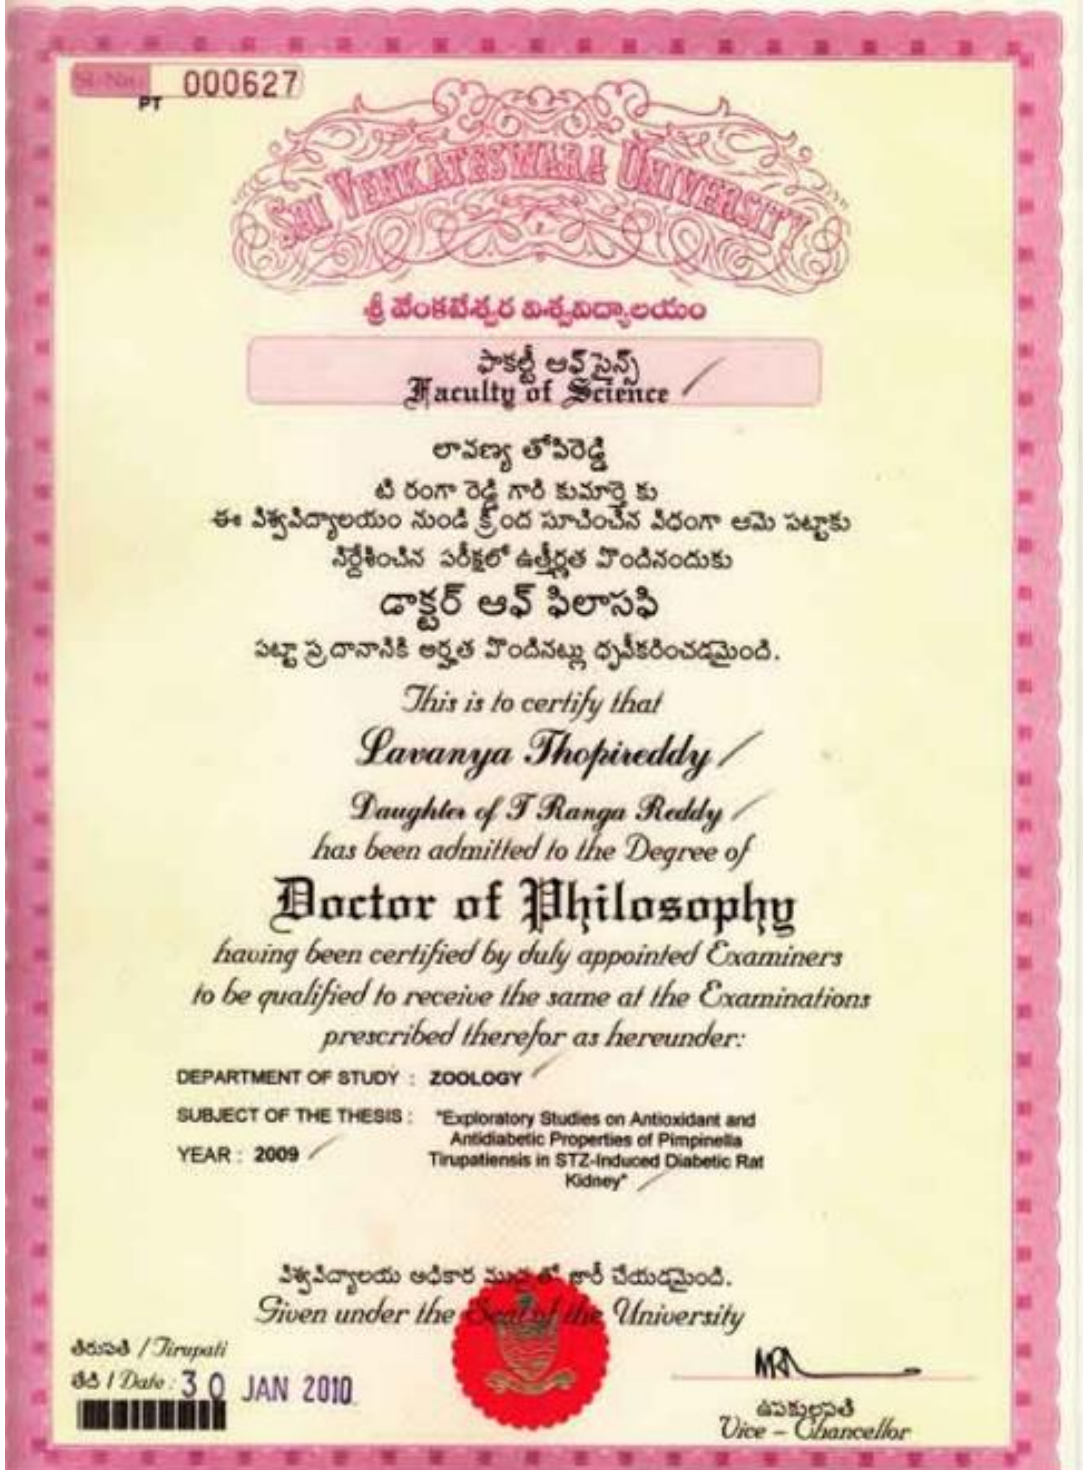 Sl. No.: 000627
PT
SRI VENKATESWARA UNIVERSITY
శ్రీ వేంకటేశ్వర విశ్వవిద్యాలయం
ఫాకల్టీ ఆఫ్ సైన్స్
Faculty of Science
లావణ్య తోపిరెడ్డి
టి రంగా రెడ్డి గారి కుమార్తె కు
ఈ విశ్వవిద్యాలయం నుండి క్రింద సూచించిన విధంగా ఆమె పట్టాకు
నిర్దేశించిన పరీక్షలో ఉత్తీర్ణత పొందినందుకు
డాక్టర్ ఆఫ్ ఫిలాసఫి
పట్టా ప్రదానానికి అర్హత పొందినట్లు ధృవీకరించడమైంది.
This is to certify that
Lavanya Thopireddy
Daughter of T Ranga Reddy
has been admitted to the Degree of
Doctor of Philosophy
having been certified by duly appointed Examiners
to be qualified to receive the same at the Examinations
prescribed therefor as hereunder:
DEPARTMENT OF STUDY : ZOOLOGY
SUBJECT OF THE THESIS : "Exploratory Studies on Antioxidant and
Antidiabetic Properties of Pimpinella
YEAR : 2009 Tirupatiensis in STZ-Induced Diabetic Rat
Kidney"
విశ్వవిద్యాలయ అధికార ముద్ర తో జారీ చేయడమైంది.
Given under the Seal of the University
తిరుపతి / Tirupati
తేది / Date : 30 JAN 2010
ఉపకులపతి
Vice - Chancellor